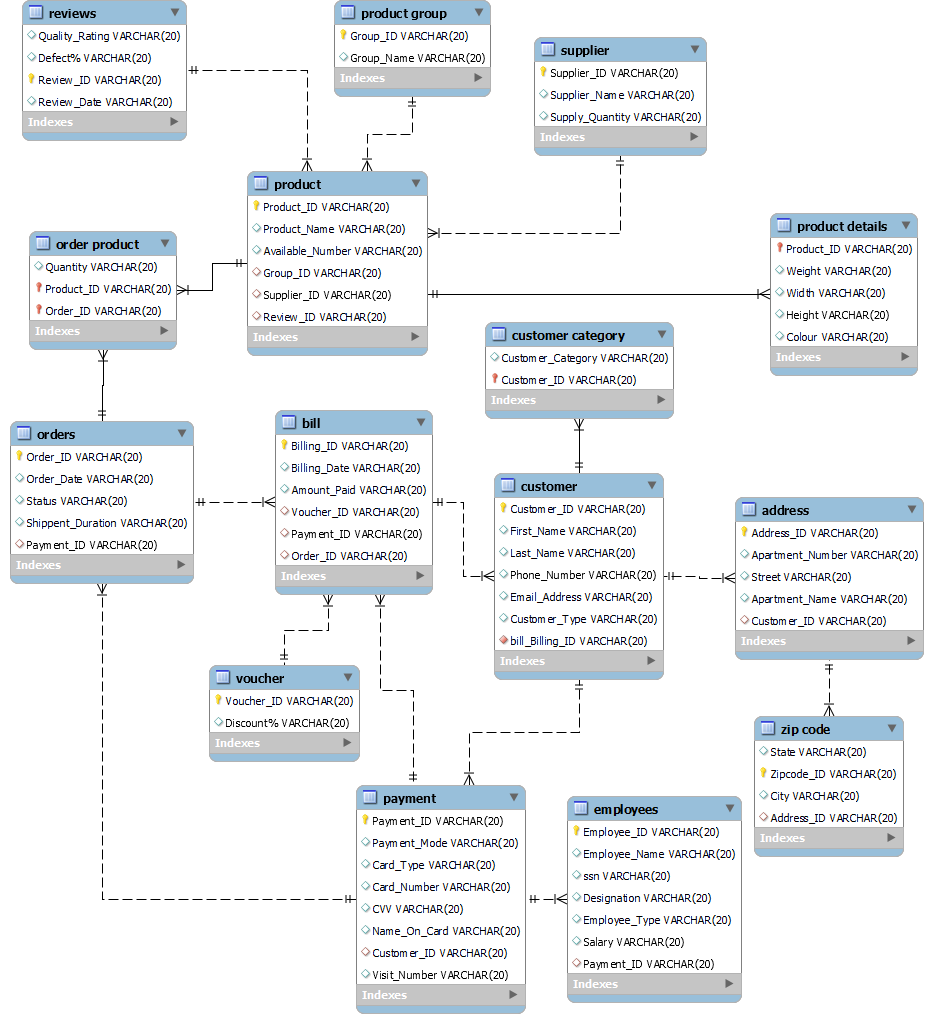 reviews
Quality_Rating VARCHAR(20)
Defect% VARCHAR(20)
Review_ID VARCHAR(20)
Review_Date VARCHAR(20)
Indexes
product group
Group_ID VARCHAR(20)
Group_Name VARCHAR(20)
Indexes
supplier
Supplier_ID VARCHAR(20)
Supplier_Name VARCHAR(20)
Supply_Quantity VARCHAR(20)
Indexes
product
Product_ID VARCHAR(20)
Product_Name VARCHAR(20)
Available_Number VARCHAR(20)
Group_ID VARCHAR(20)
Supplier_ID VARCHAR(20)
Review_ID VARCHAR(20)
Indexes
product details
Product_ID VARCHAR(20)
Weight VARCHAR(20)
Width VARCHAR(20)
Height VARCHAR(20)
Colour VARCHAR(20)
Indexes
order product
Quantity VARCHAR(20)
Product_ID VARCHAR(20)
Order_ID VARCHAR(20)
Indexes
customer category
Customer_Category VARCHAR(20)
Customer_ID VARCHAR(20)
Indexes
orders
Order_ID VARCHAR(20)
Order_Date VARCHAR(20)
Status VARCHAR(20)
Shippent_Duration VARCHAR(20)
Payment_ID VARCHAR(20)
Indexes
bill
Billing_ID VARCHAR(20)
Billing_Date VARCHAR(20)
Amount_Paid VARCHAR(20)
Voucher_ID VARCHAR(20)
Payment_ID VARCHAR(20)
Order_ID VARCHAR(20)
Indexes
customer
Customer_ID VARCHAR(20)
First_Name VARCHAR(20)
Last_Name VARCHAR(20)
Phone_Number VARCHAR(20)
Email_Address VARCHAR(20)
Customer_Type VARCHAR(20)
bill_Billing_ID VARCHAR(20)
Indexes
address
Address_ID VARCHAR(20)
Apartment_Number VARCHAR(20)
Street VARCHAR(20)
Apartment_Name VARCHAR(20)
Customer_ID VARCHAR(20)
Indexes
voucher
Voucher_ID VARCHAR(20)
Discount% VARCHAR(20)
Indexes
zip code
State VARCHAR(20)
Zipcode_ID VARCHAR(20)
City VARCHAR(20)
Address_ID VARCHAR(20)
Indexes
payment
Payment_ID VARCHAR(20)
Payment_Mode VARCHAR(20)
Card_Type VARCHAR(20)
Card_Number VARCHAR(20)
CVV VARCHAR(20)
Name_On_Card VARCHAR(20)
Customer_ID VARCHAR(20)
Visit_Number VARCHAR(20)
Indexes
employees
Employee_ID VARCHAR(20)
Employee_Name VARCHAR(20)
ssn VARCHAR(20)
Designation VARCHAR(20)
Employee_Type VARCHAR(20)
Salary VARCHAR(20)
Payment_ID VARCHAR(20)
Indexes